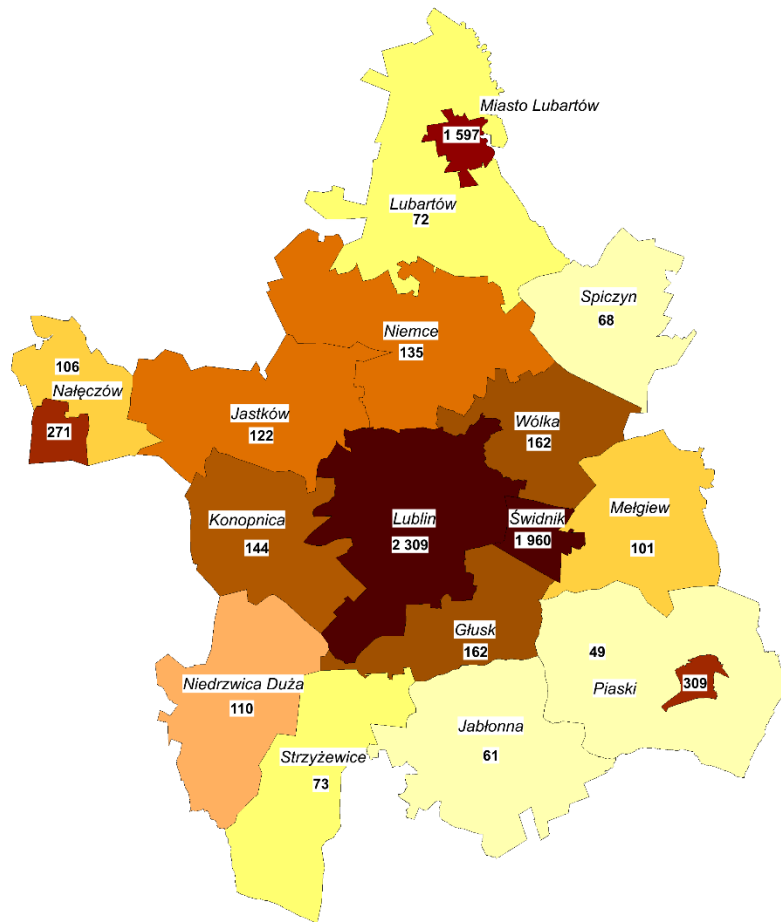 Miasto Lubartów
1 597
Lubartów
72
Spiczyn
68
Niemce
135
106
Nałęczów
271
Jastków
122
Wólka
162
Konopnica
144
Lublin
2 309
Świdnik
1 960
Mełgiew
101
Głusk
162
49
309
Piaski
Niedrzwica Duża
110
Jabłonna
61
Strzyżewice
73